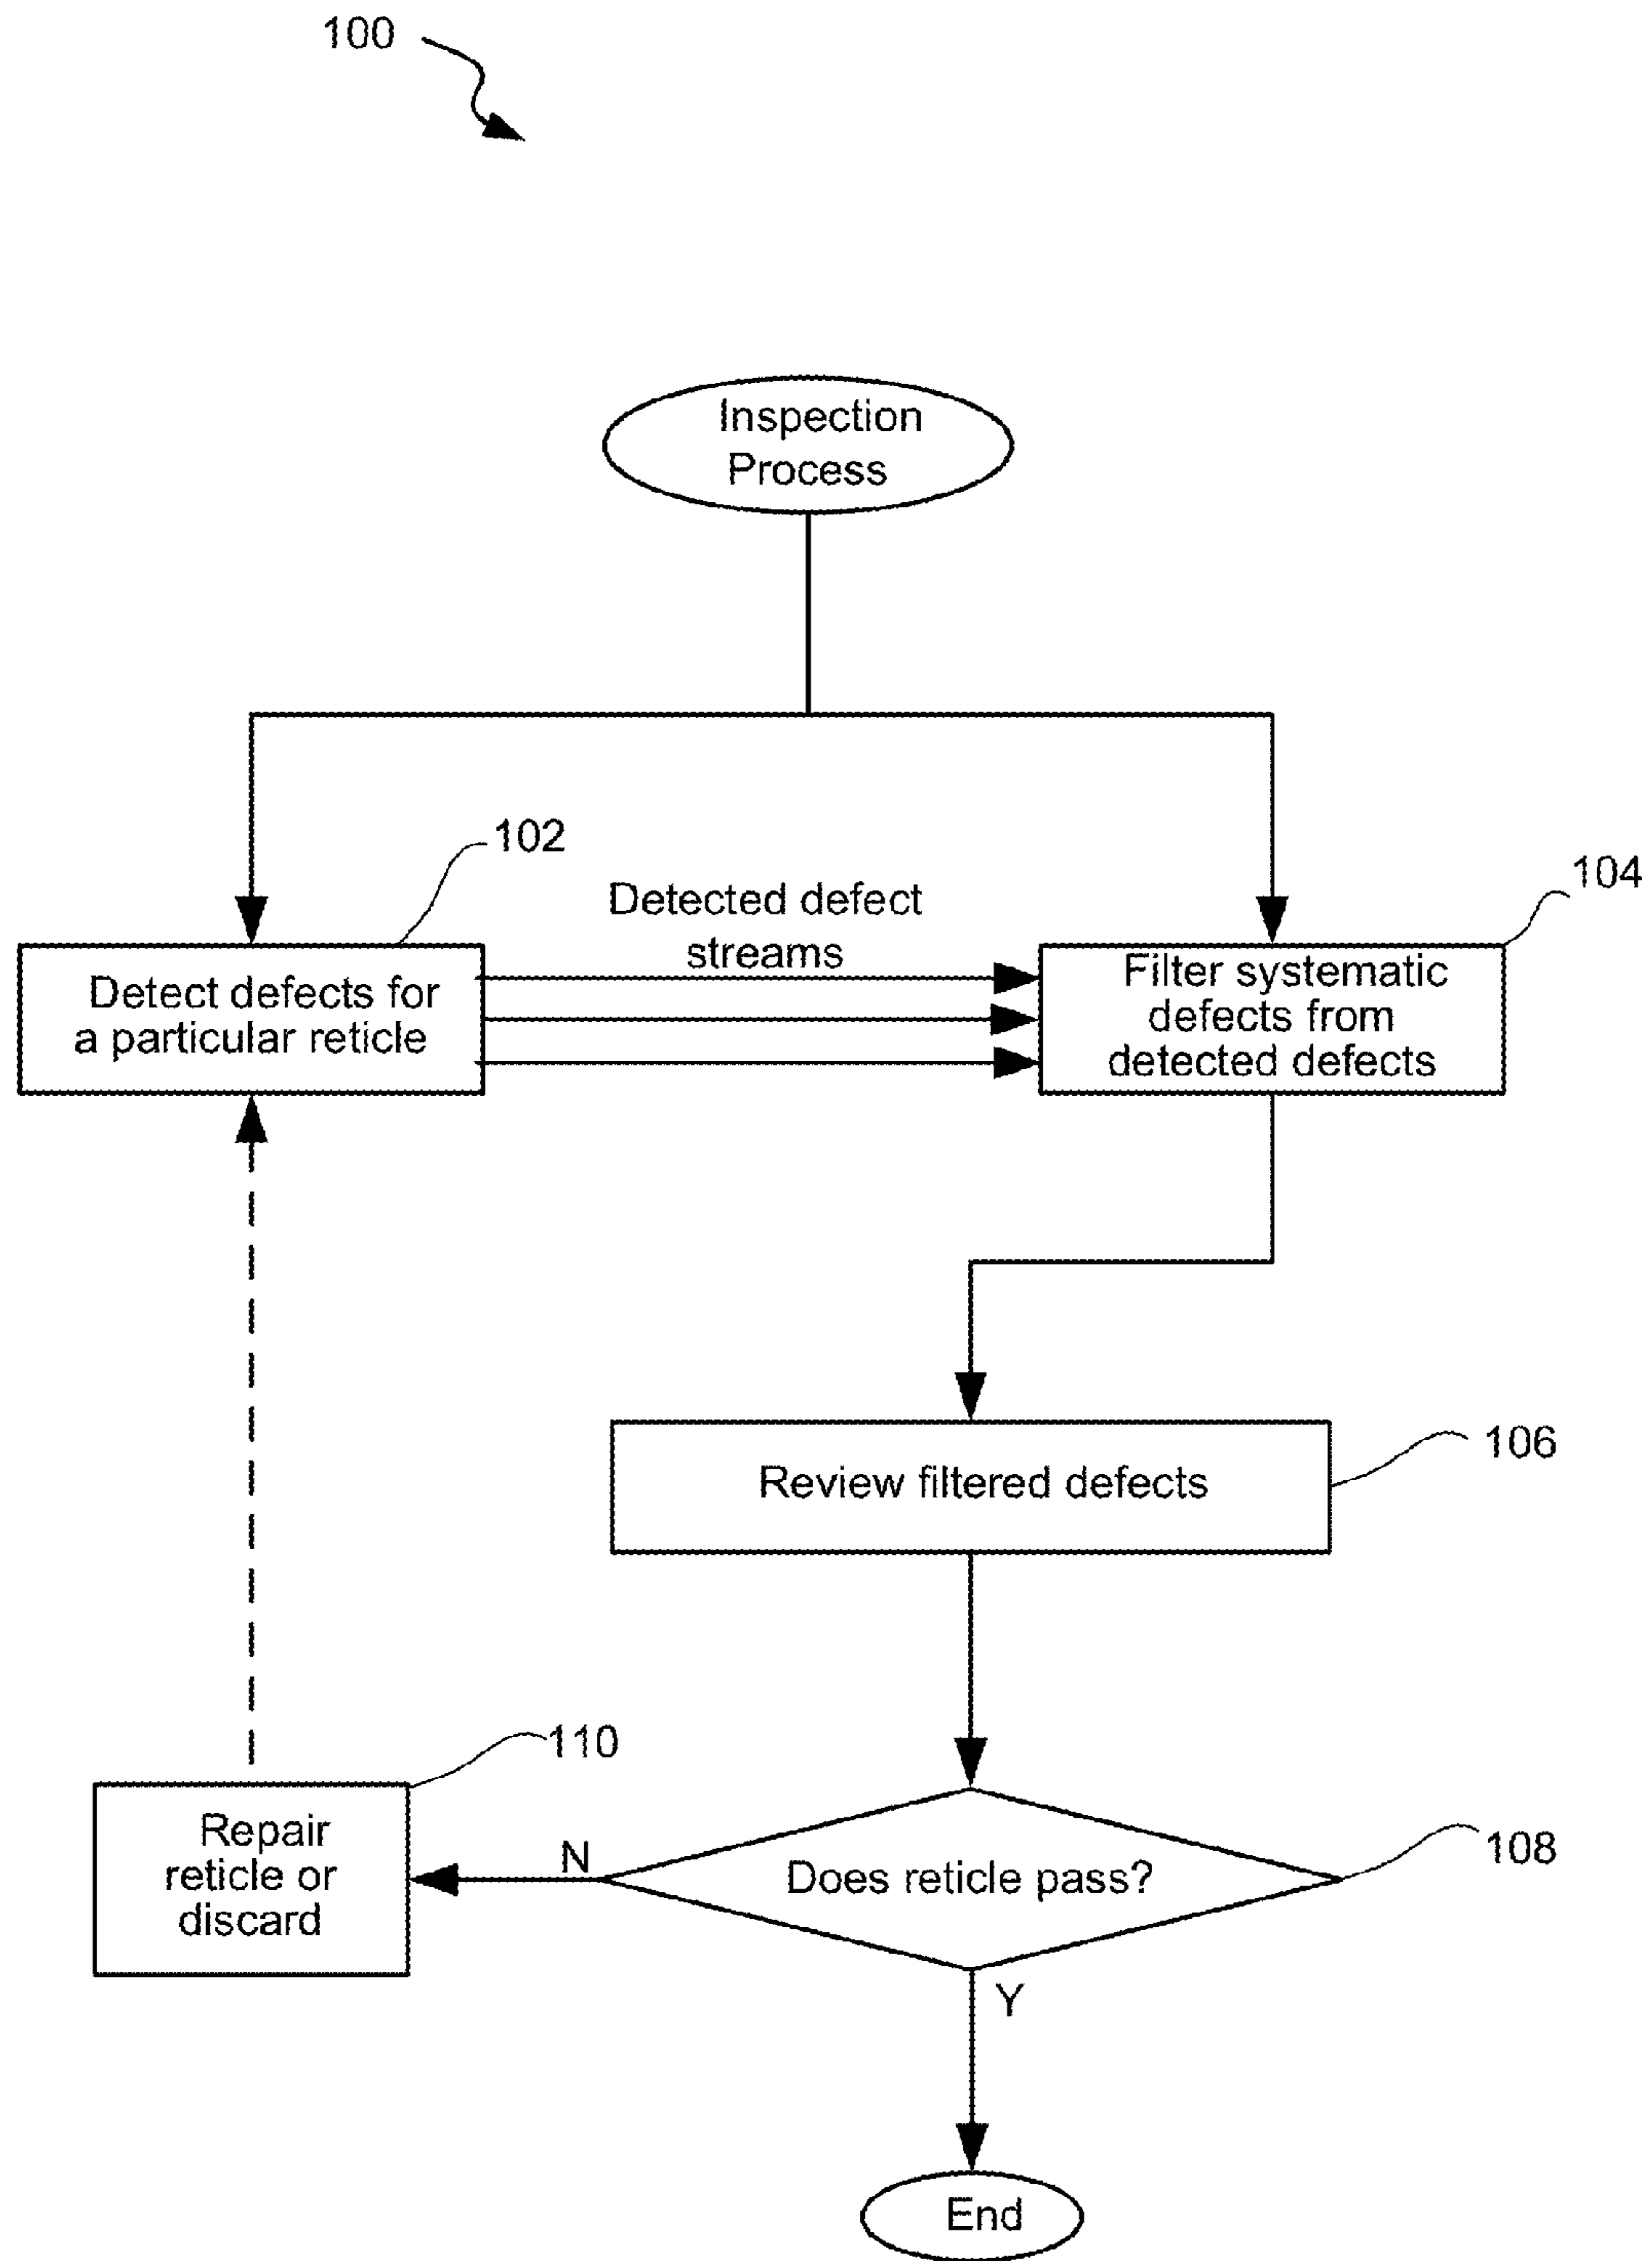 100
Inspection
Process
102
Detected defect
streams
104
Detect defects for
a particular reticle
Filter systematic
defects from
detected defects
106
Review filtered defects
110
Repair
reticle or
discard
N
Does reticle pass?
108
Y
End